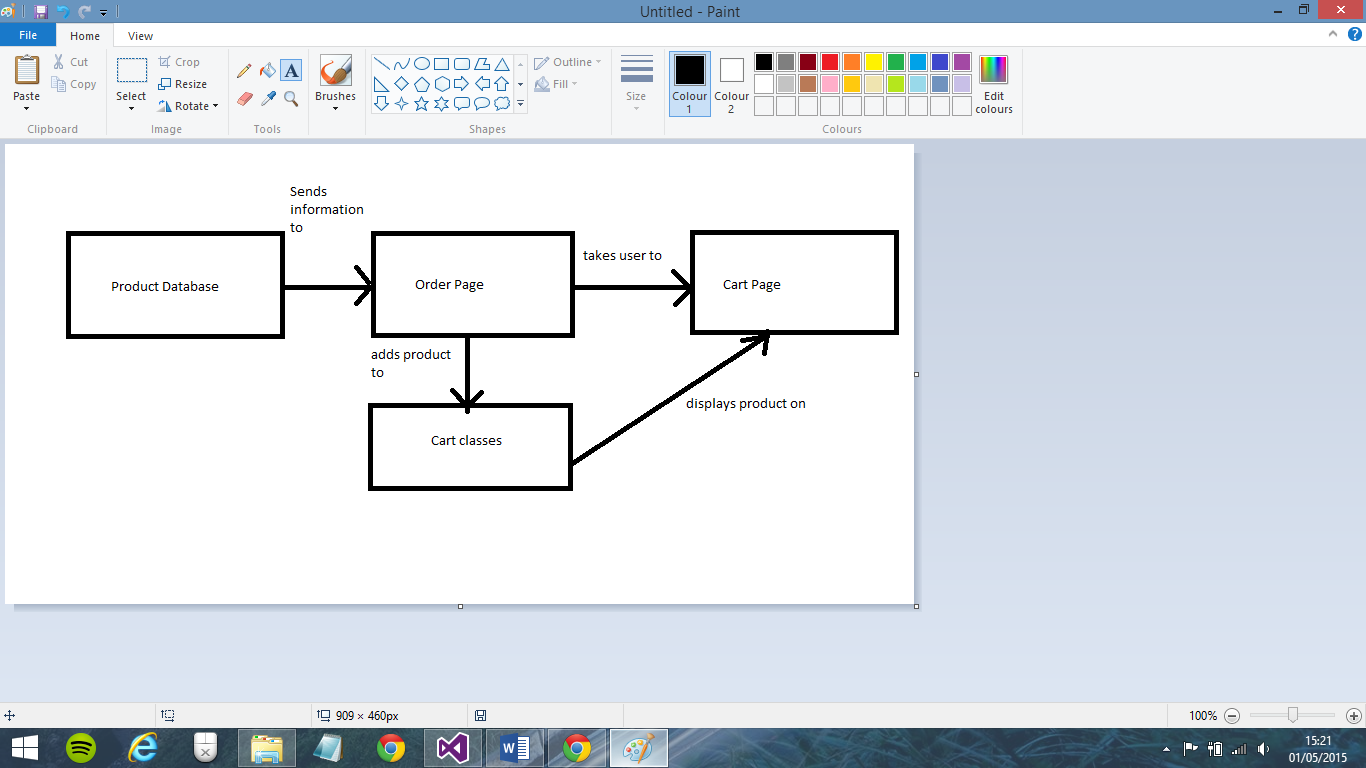 Untitled - Paint
File Home View
Paste
Cut
Copy
Clipboard
Select
Crop
Resize
Rotate
Image
A
Tools
Brushes
Shapes
Outline
Fill
Size
Colour 1
Colour 2
Edit colours
Colours
Sends
information
to
Product Database
Order Page
takes user to
Cart Page
adds product
to
Cart classes
displays product on
909 × 460px
100%
15:21
01/05/2015